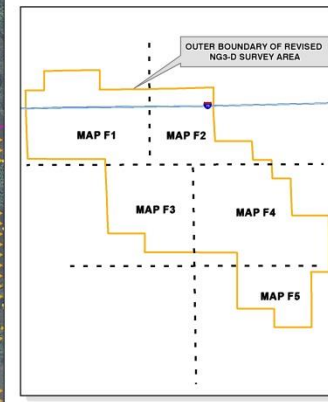 OUTER BOUNDARY OF REVISED
NG3-D SURVEY AREA
MAP F1
MAP F2
MAP F3
MAP F4
MAP F5